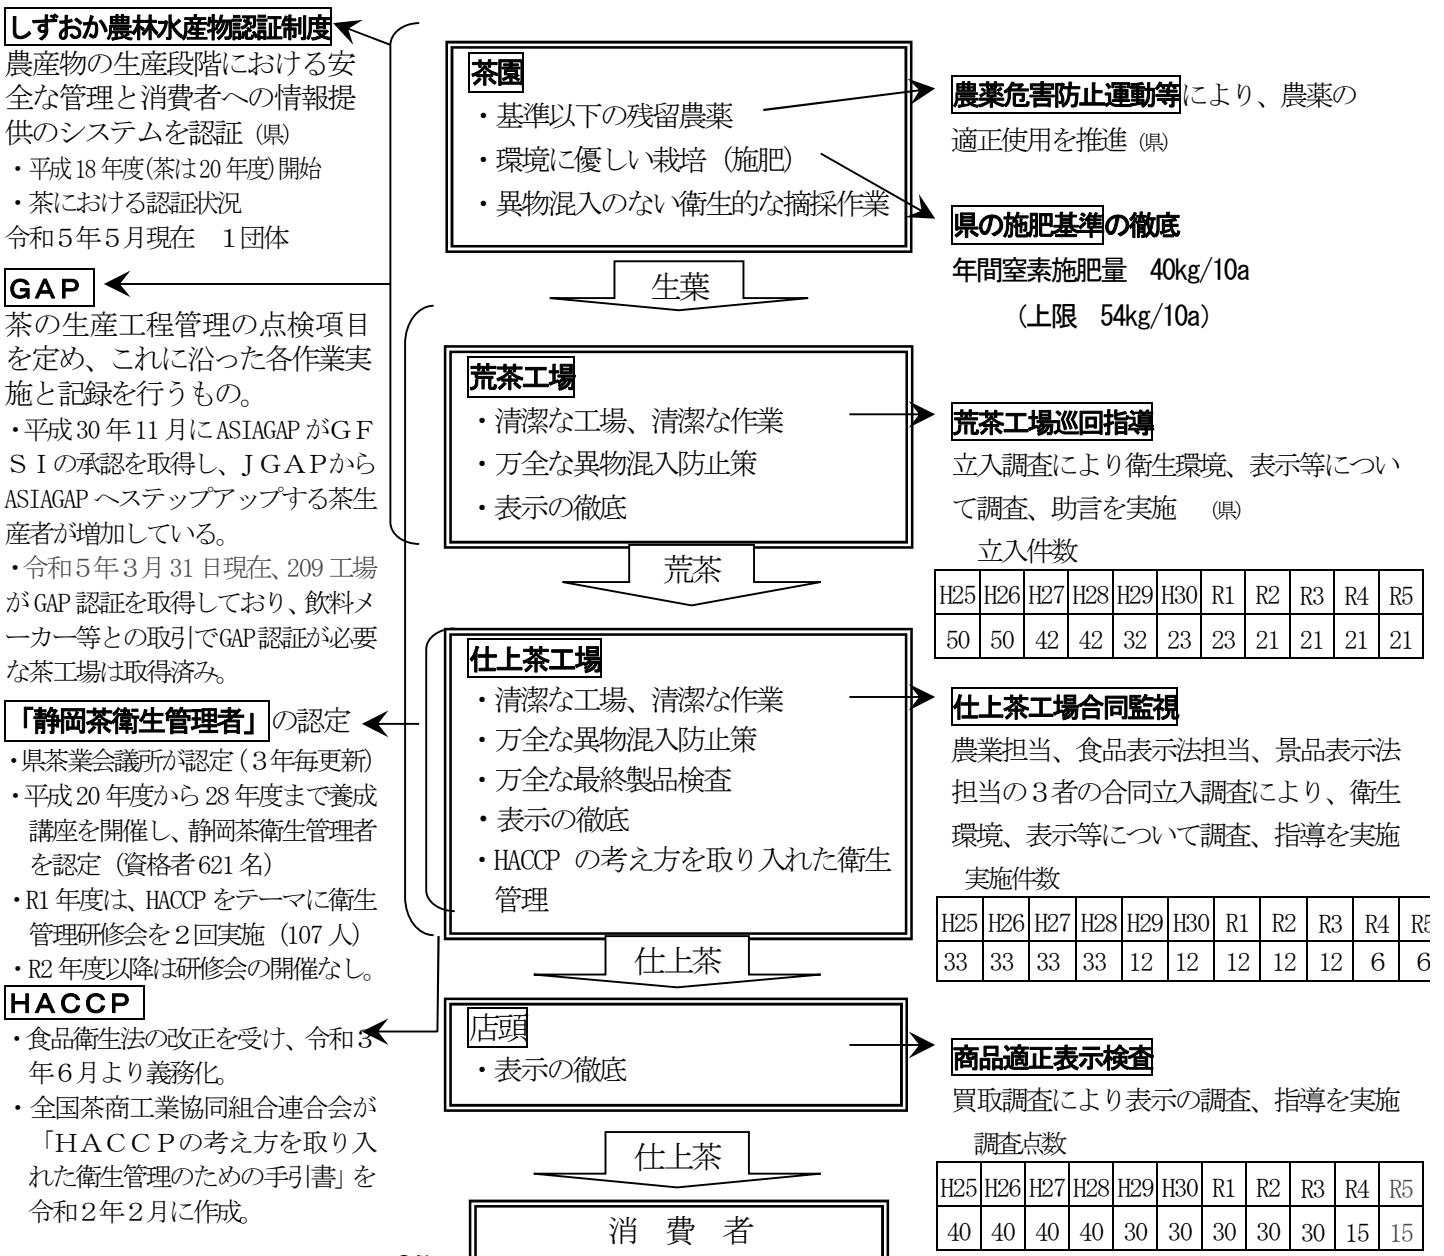 しずおか農林水産物認証制度
農産物の生産段階における安
全な管理と消費者への情報提
供のシステムを認証（県）
・平成18年度(茶は20年度)開始
・茶における認証状況
令和５年５月現在　１団体
ＧＡＰ
茶の生産工程管理の点検項目
を定め、これに沿った各作業実
施と記録を行うもの。
・平成30年11月にASIAGAPがＧＦ
ＳＩの承認を取得し、ＪＧＡＰから
ASIAGAPへステップアップする茶生
産者が増加している。
・令和５年３月31日現在、209工場
がGAP認証を取得しており、飲料メ
ーカー等との取引でGAP認証が必要
な茶工場は取得済み。
「静岡茶衛生管理者」の認定
・県茶業会議所が認定(３年毎更新)
・平成20年度から28年度まで養成
講座を開催し、静岡茶衛生管理者
を認定（資格者621名）
・R1年度は、HACCPをテーマに衛生
管理研修会を２回実施（107人）
・R2年度以降は研修会の開催なし。
ＨＡＣＣＰ
・食品衛生法の改正を受け、令和３
年６月より義務化。
・全国茶商工業協同組合連合会が
「ＨＡＣＣＰの考え方を取り入
れた衛生管理のための手引書」を
令和２年２月に作成。
茶園
・基準以下の残留農薬
・環境に優しい栽培（施肥）
・異物混入のない衛生的な摘採作業
生葉
荒茶工場
・清潔な工場、清潔な作業
・万全な異物混入防止策
・表示の徹底
荒茶
仕上茶工場
・清潔な工場、清潔な作業
・万全な異物混入防止策
・万全な最終製品検査
・表示の徹底
・HACCP の考え方を取り入れた衛生
管理
仕上茶
店頭
・表示の徹底
仕上茶
消　費　者
農薬危害防止運動等により、農薬の
適正使用を推進（県）
県の施肥基準の徹底
年間窒素施肥量　40kg/10a
（上限　54kg/10a）
荒茶工場巡回指導
立入調査により衛生環境、表示等につい
て調査、助言を実施　（県）
立入件数
H25 H26 H27 H28 H29 H30 R1 R2 R3 R4 R5
50 50 42 42 32 23 23 21 21 21 21
仕上茶工場合同監視
農業担当、食品表示法担当、景品表示法
担当の３者の合同立入調査により、衛生
環境、表示等について調査、指導を実施
実施件数
H25 H26 H27 H28 H29 H30 R1 R2 R3 R4 R5
33 33 33 33 12 12 12 12 12 6 6
商品適正表示検査
買取調査により表示の調査、指導を実施
調査点数
H25 H26 H27 H28 H29 H30 R1 R2 R3 R4 R5
40 40 40 40 30 30 30 30 30 15 15